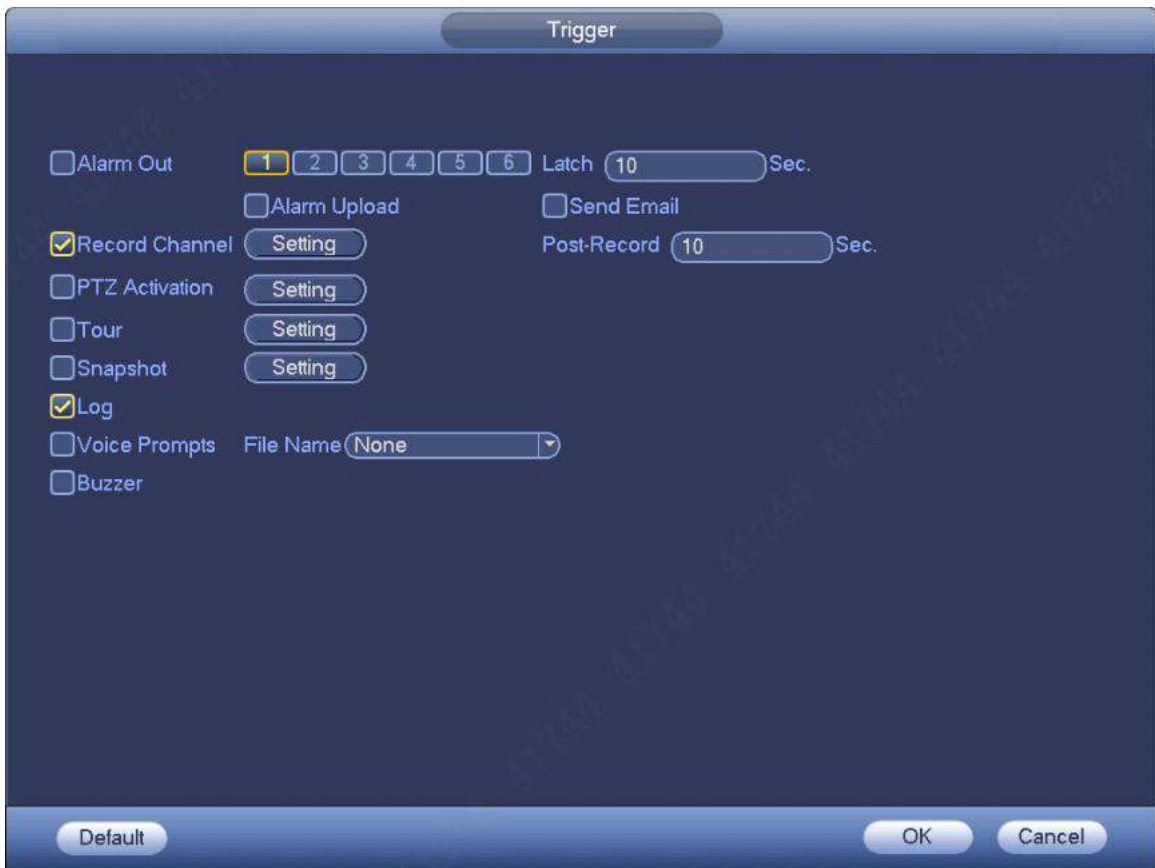 Trigger
Alarm Out 1 2 3 4 5 6 Latch 10 Sec.
Alarm Upload Send Email
Record Channel Setting Post-Record 10 Sec.
PTZ Activation Setting
Tour Setting
Snapshot Setting
Log
Voice Prompts File Name None
Buzzer
Default OK Cancel